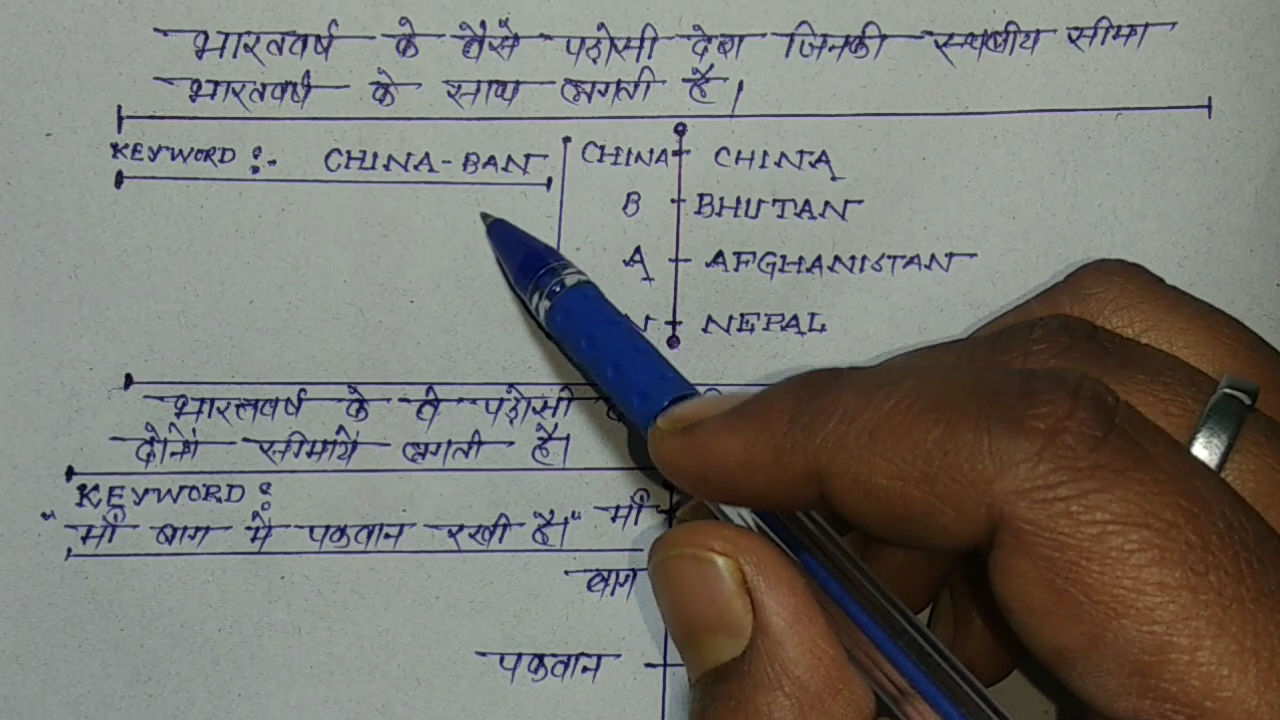 भारतवर्ष के वैसे पड़ोसी देश जिनकी स्थलीय सीमा
भारतवर्ष के साथ लगती है।
KEYWORD :- CHINA-BAN
CHINA CHINA
B BHUTAN
A AFGHANISTAN
N NEPAL
भारतवर्ष के वे पड़ोसी
दोनों सीमायें लगती है।
KEYWORD :
"माँ बाग में पकवान रखी है।" माँ
बाग
पकवान